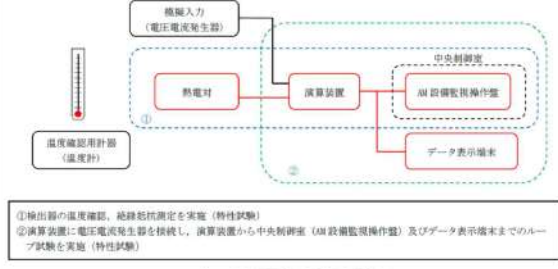 模擬入力
(電圧電流発生器)
中央制御室
熱電対
演算装置
AM 設備監視操作盤
①
温度確認用計器
(温度計)
データ表示端末
②
①検出器の温度確認、絶縁抵抗測定を実施 (特性試験)
②演算装置に電圧電流発生器を接続し、演算装置から中央制御室 (AM 設備監視操作盤) 及びデータ表示端末までのルー
プ試験を実施 (特性試験)